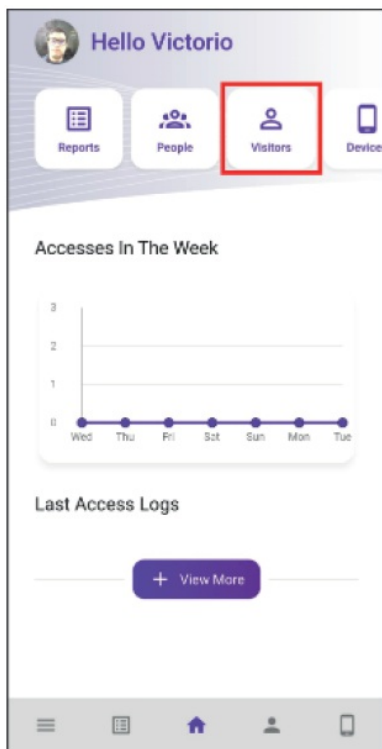 Hello Victorio
Reports People Visitors Device
Accesses In The Week
3
2
1
0
Wed Thu Fri Sat Sun Mon Tue
Last Access Logs
+ View More